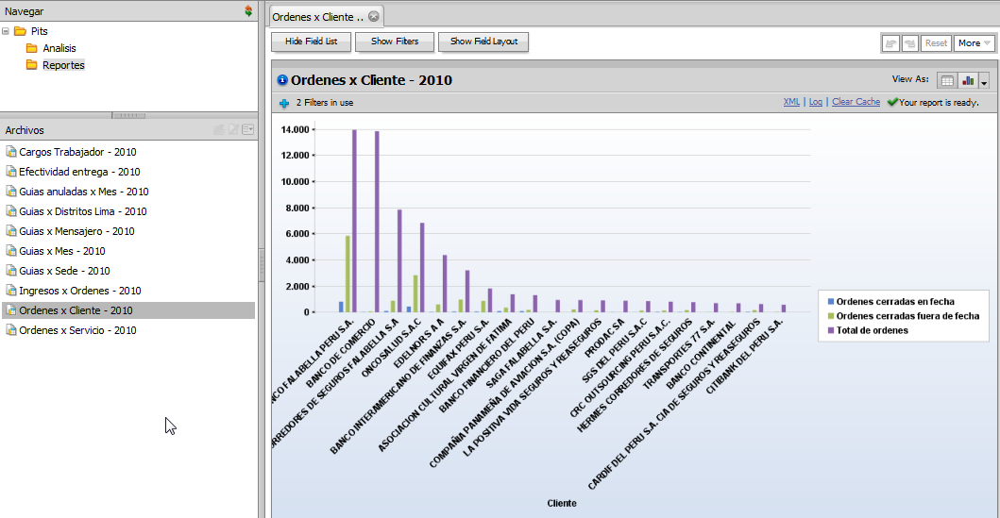 Navegar
Pits
Analisis
Reportes
Archivos
Cargos Trabajador - 2010
Efectividad entrega - 2010
Guias anuladas x Mes - 2010
Guias x Distritos Lima - 2010
Guias x Mensajero - 2010
Guias x Mes - 2010
Guias x Sede - 2010
Ingresos x Ordenes - 2010
Ordenes x Cliente - 2010
Ordenes x Servicio - 2010
Ordenes x Cliente ..
Hide Field List Show Filters Show Field Layout
Reset More
Ordenes x Cliente - 2010
View As:
2 Filters in use
XML | Log | Clear Cache Your report is ready.
14.000
12.000
10.000
8.000
6.000
4.000
2.000
0
FALABELLA PERU S.A.
BANCO DE COMERCIO
DE SEGUROS FALABELLA S.A
ONCOSALUD S.A.C
EDELNOR S A A
BANCO INTERAMERICANO DE FINANZAS S.A.
EQUIFAX PERU S.A.
ASOCIACION CULTURAL VIRGEN DE FATIMA
BANCO FINANCIERO DEL PERU
SAGA FALABELLA S.A.
COMPAÑIA PANAMEÑA DE AVIACION S.A. (COPA)
LA POSITIVA VIDA SEGUROS Y REASEGUROS
PRODAC SA
SGS DEL PERU S.A.C
CRC OUTSOURCING PERU S.A.C.
HERMES CORREDORES DE SEGUROS
TRANSPORTES 77 S.A.
BANCO CONTINENTAL
CARDIF DEL PERU S.A. CIA DE SEGUROS Y REASEGUROS
CITIBANK DEL PERU S.A.
Cliente
Ordenes cerradas en fecha
Ordenes cerradas fuera de fecha
Total de ordenes